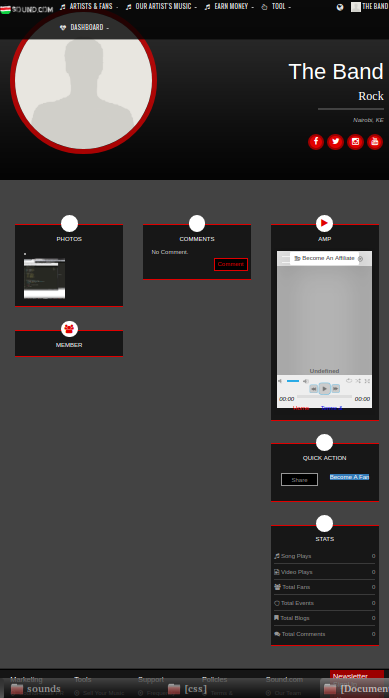 SOUND.COM
ARTISTS & FANS
OUR ARTIST'S MUSIC
EARN MONEY
TOOL
THE BAND
DASHBOARD
The Band
Rock
Nairobi, KE
PHOTOS
COMMENTS
No Comment.
Comment
AMP
Become An Affiliate
Undefined
00:00
00:00
MEMBER
QUICK ACTION
Share
Become A Fan
STATS
Song Plays 0
Video Plays 0
Total Fans 0
Total Events 0
Total Blogs 0
Total Comments 0
Marketing
Tools
Support
Policies
Sound.com
Newsletter
sounds
[css]
[Documen